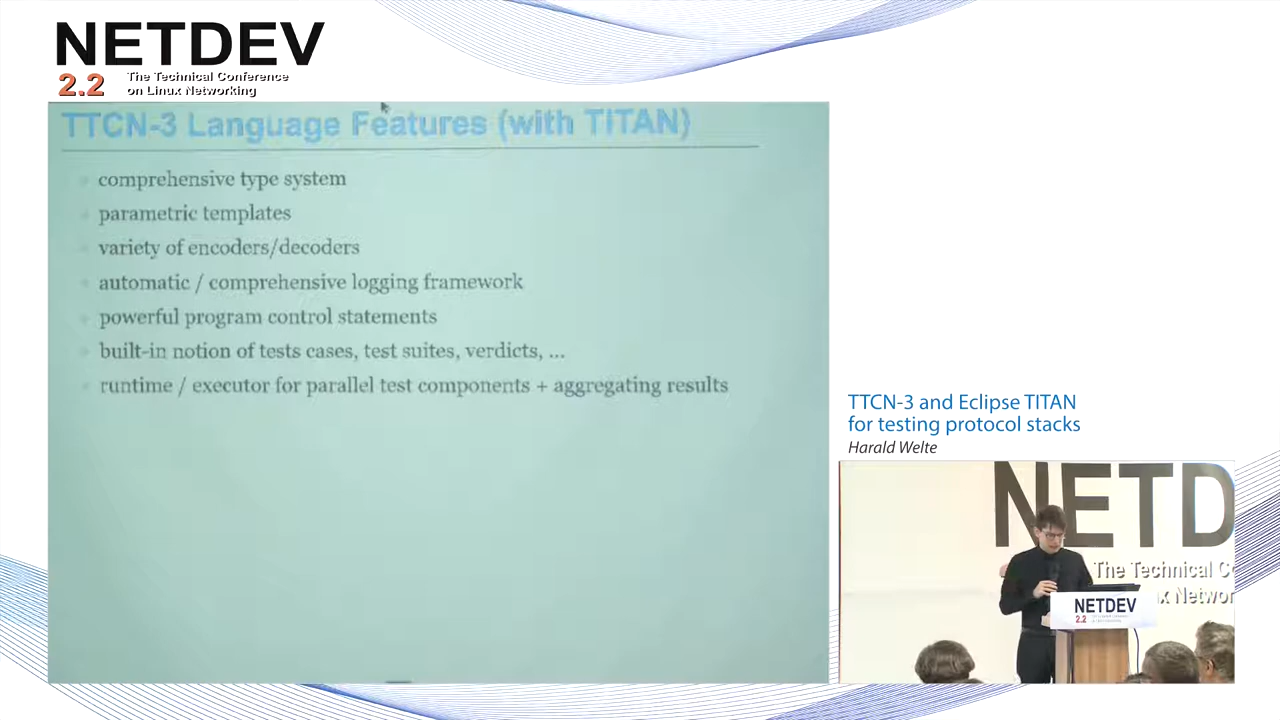 NETDEV
2.2
The Technical Conference
on Linux Networking
TTCN-3 Language Features (with TITAN)
comprehensive type system
parametric templates
variety of encoders/decoders
automatic / comprehensive logging framework
powerful program control statements
built-in notion of tests cases, test suites, verdicts, ...
runtime / executor for parallel test components + aggregating results
TTCN-3 and Eclipse TITAN
for testing protocol stacks
Harald Welte
NETD
The Technical C
x Networ
NETDEV
2.2